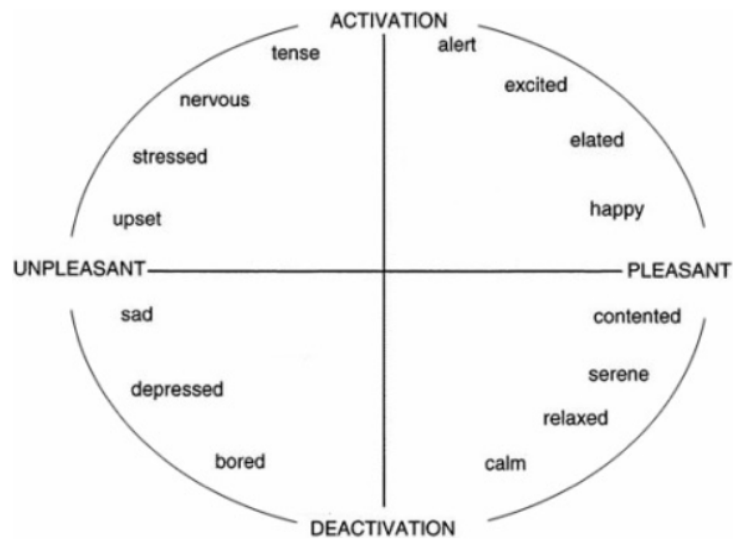 ACTIVATION
tense
alert
nervous
excited
stressed
elated
upset
happy
UNPLEASANT
PLEASANT
sad
contented
depressed
serene
relaxed
bored
calm
DEACTIVATION